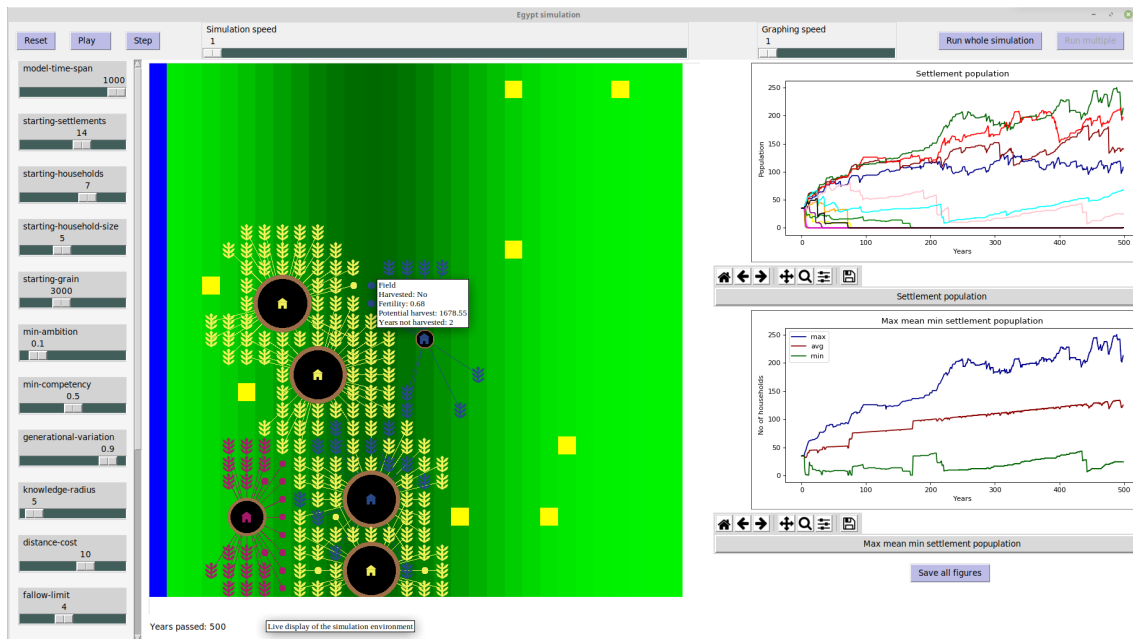 Egypt simulation
Reset
Play
Step
Simulation speed
1
Graphing speed
1
Run whole simulation
Run multiple
model-time-span
1000
starting-settlements
14
starting-households
7
starting-household-size
5
starting-grain
3000
min-ambition
0.1
min-competency
0.5
generational-variation
0.9
knowledge-radius
5
distance-cost
10
fallow-limit
4
Field
Harvested: No
Fertility: 0.68
Potential harvest: 1678.55
Years not harvested: 2
Years passed: 500
Live display of the simulation environment
Settlement population
250
200
150
100
50
0
Population
0 100 200 300 400 500
Years
Settlement population
Max mean min settlement popuplation
max
avg
min
250
200
150
100
50
0
No of households
0 100 200 300 400 500
Years
Max mean min settlement popuplation
Save all figures